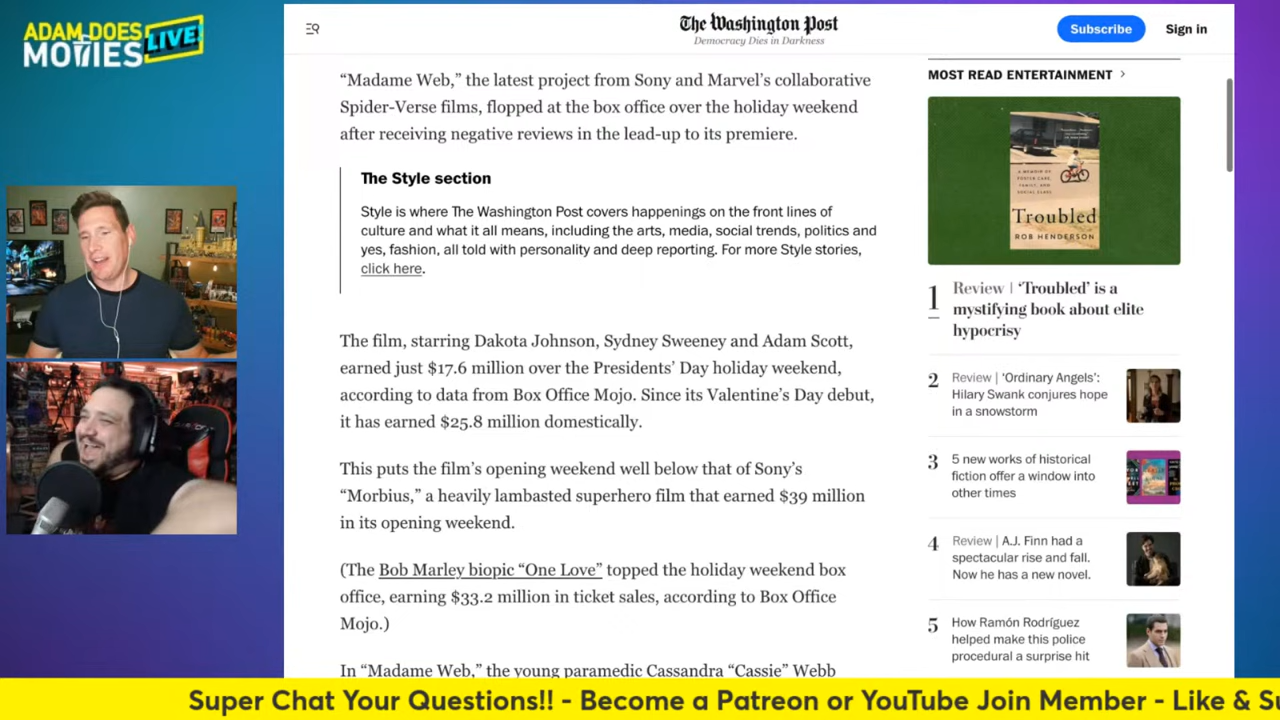 ADAM DOES
MOVIES LIVE!
The Washington Post
Democracy Dies in Darkness
Subscribe
Sign in
“Madame Web,” the latest project from Sony and Marvel’s collaborative
Spider-Verse films, flopped at the box office over the holiday weekend
after receiving negative reviews in the lead-up to its premiere.
The Style section
Style is where The Washington Post covers happenings on the front lines of
culture and what it all means, including the arts, media, social trends, politics and
yes, fashion, all told with personality and deep reporting. For more Style stories,
click here.
The film, starring Dakota Johnson, Sydney Sweeney and Adam Scott,
earned just $17.6 million over the Presidents’ Day holiday weekend,
according to data from Box Office Mojo. Since its Valentine’s Day debut,
it has earned $25.8 million domestically.
This puts the film’s opening weekend well below that of Sony’s
“Morbius,” a heavily lambasted superhero film that earned $39 million
in its opening weekend.
(The Bob Marley biopic “One Love” topped the holiday weekend box
office, earning $33.2 million in ticket sales, according to Box Office
Mojo.)
In “Madame Web,” the young paramedic Cassandra “Cassie” Webb
MOST READ ENTERTAINMENT
A MEMOIR OF
FOSTER CARE,
FAMILY, AND
SOCIAL CLASS
Troubled
ROB HENDERSON
1
Review | ‘Troubled’ is a
mystifying book about elite
hypocrisy
2
Review | ‘Ordinary Angels’:
Hilary Swank conjures hope
in a snowstorm
3
5 new works of historical
fiction offer a window into
other times
4
Review | A.J. Finn had a
spectacular rise and fall.
Now he has a new novel.
5
How Ramón Rodríguez
helped make this police
procedural a surprise hit
Super Chat Your Questions!! - Become a Patreon or YouTube Join Member - Like & Su